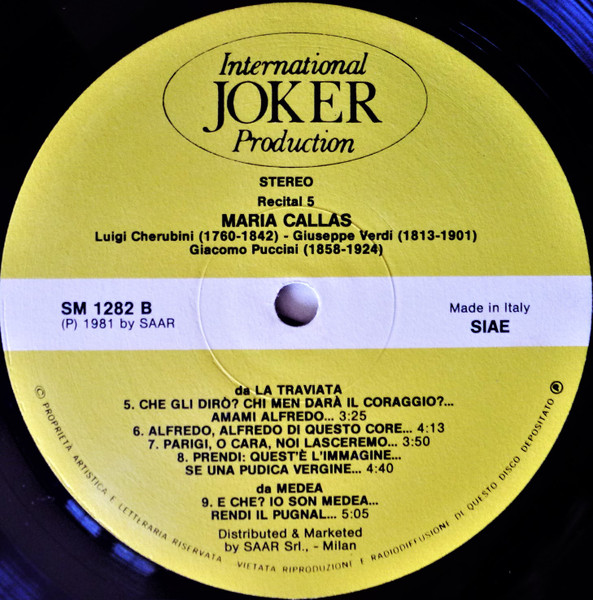 International
JOKER
Production
STEREO
Recital 5
MARIA CALLAS
Luigi Cherubini (1760-1842) - Giuseppe Verdi (1813-1901)
Giacomo Puccini (1858-1924)
SM 1282 B
(P) 1981 by SAAR
Made in Italy
SIAE
da LA TRAVIATA
5. CHE GLI DIRÒ? CHI MEN DARÀ IL CORAGGIO?...
AMAMI ALFREDO... 3:25
6. ALFREDO, ALFREDO DI QUESTO CORE... 4:13
7. PARIGI, O CARA, NOI LASCEREMO... 3:50
8. PRENDI: QUEST'È L'IMMAGINE...
SE UNA PUDICA VERGINE... 4:40
da MEDEA
9. E CHE? IO SON MEDEA...
RENDI IL PUGNAL... 5:05
Distributed & Marketed
by SAAR Srl., - Milan
© PROPRIETÀ ARTISTICA E LETTERARIA RISERVATA - VIETATA RIPRODUZIONE E RADIODIFFUSIONE DI QUESTO DISCO DEPOSITATO